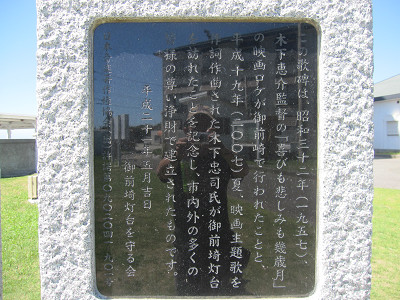 この歌碑は、昭和三十二年(一九五七)、
木下恵介監督の「喜びも悲しみも幾歳月」
の映画ロケが御前崎で行われたことと、
平成十九年(二〇〇七)夏、映画主題歌を
作詞作曲された木下忠司氏が御前埼灯台
を訪れたことを記念し、市内外の多くの
皆様の尊い浄財で建立されたものです。
平成二十一年五月吉日
御前埼灯台を守る会